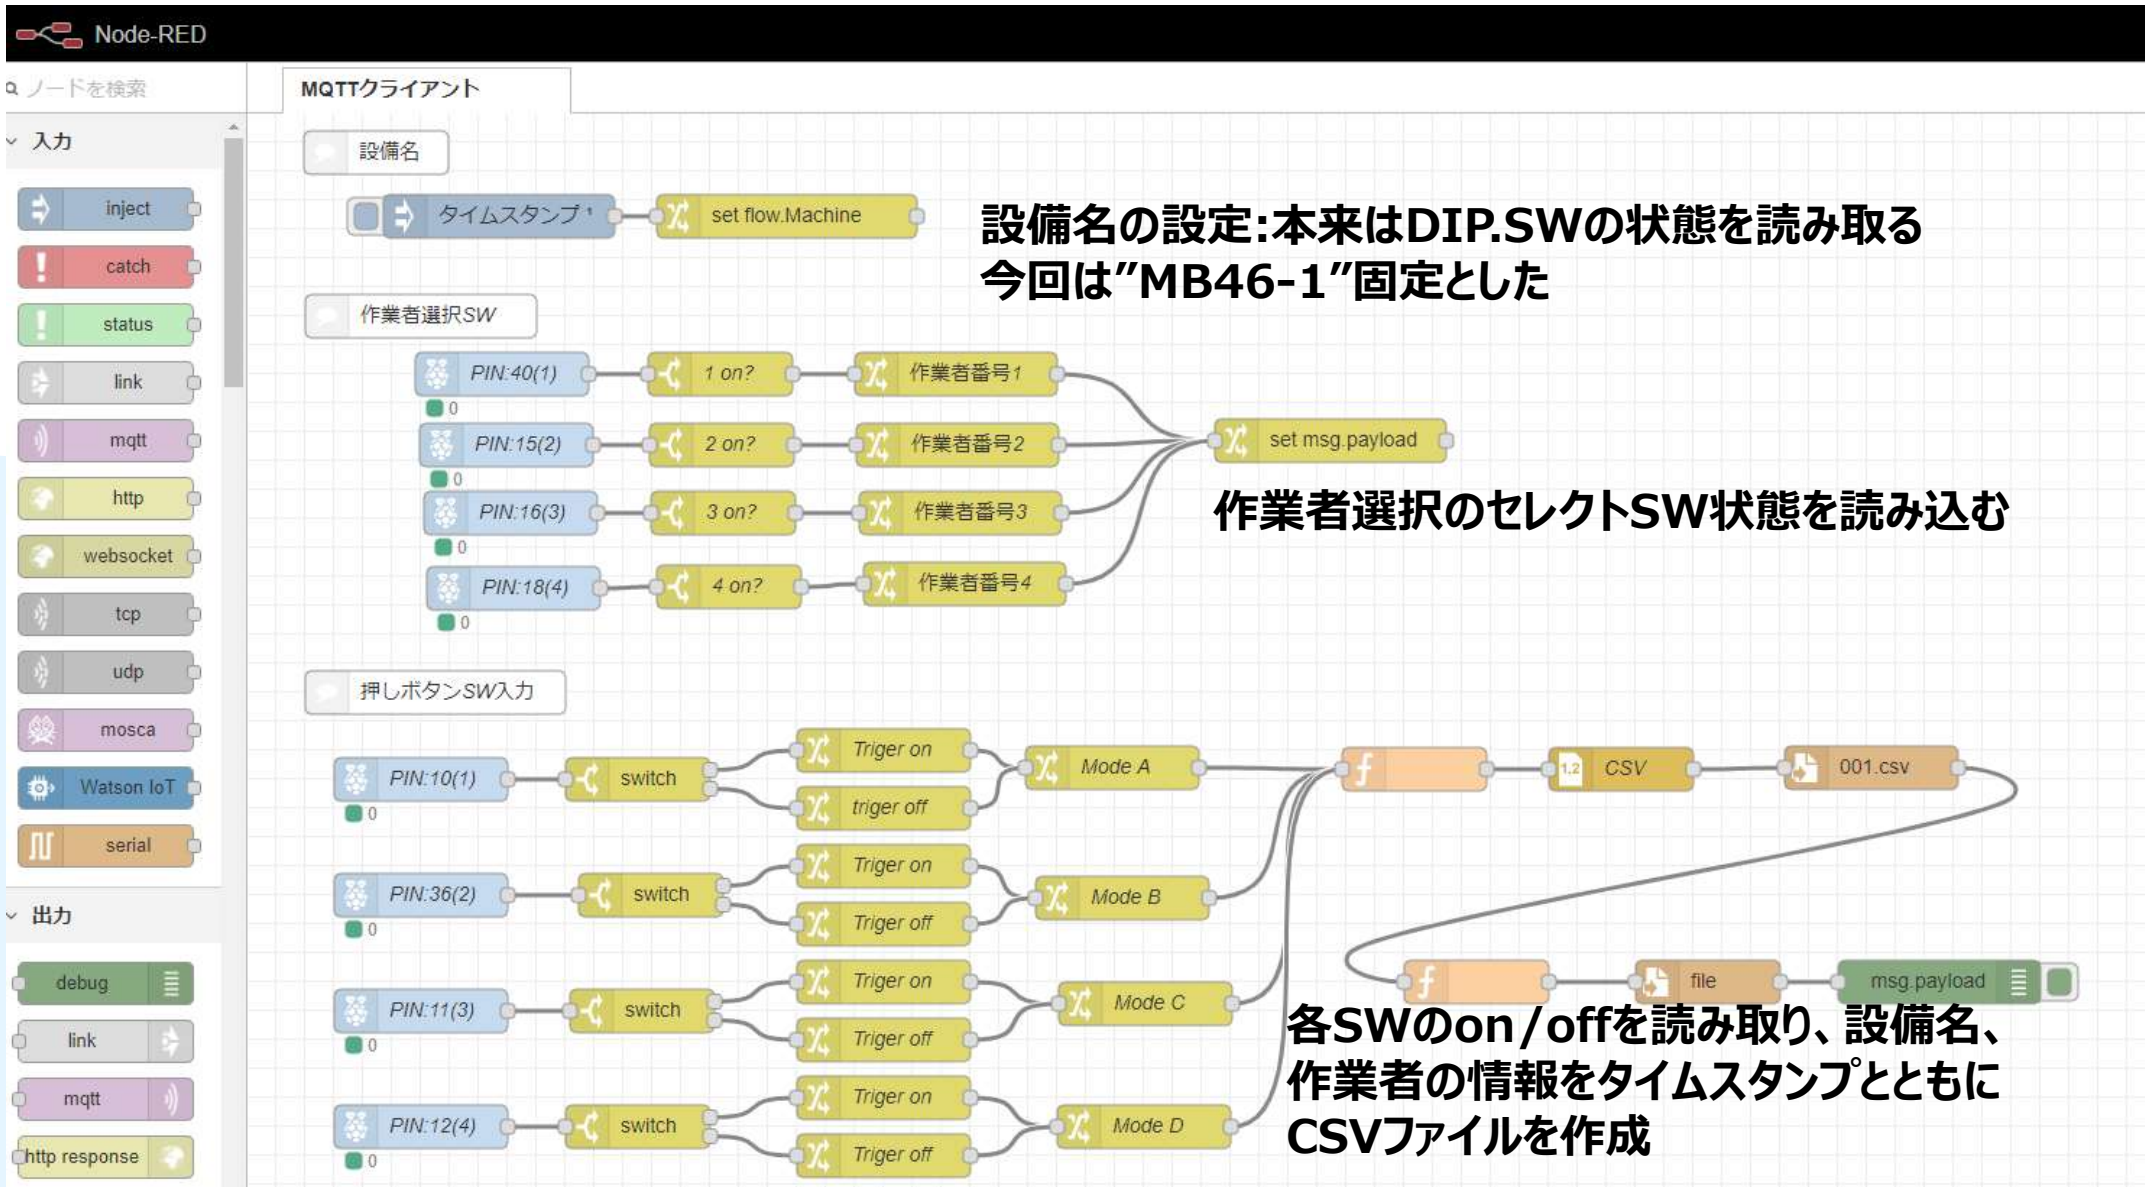 Node-RED
ノードを検索
MQTTクライアント
入力
inject
catch
status
link
mqtt
http
websocket
tcp
udp
mosca
Watson IoT
serial
出力
debug
link
mqtt
http response
設備名
タイムスタンプ ¹
set flow.Machine
設備名の設定:本来はDIP.SWの状態を読み取る
今回は”MB46-1”固定とした
作業者選択SW
PIN:40(1)
1 on?
作業者番号1
0
PIN:15(2)
2 on?
作業者番号2
0
PIN:16(3)
3 on?
作業者番号3
0
PIN:18(4)
4 on?
作業者番号4
0
set msg.payload
作業者選択のセレクトSW状態を読み込む
押しボタンSW入力
PIN:10(1)
0
switch
Triger on
triger off
Mode A
f
1.2
CSV
001.csv
PIN:36(2)
0
switch
Triger on
Triger off
Mode B
PIN:11(3)
0
switch
Triger on
Triger off
Mode C
f
file
msg.payload
PIN:12(4)
0
switch
Triger on
Triger off
Mode D
各SWのon/offを読み取り、設備名、
作業者の情報をタイムスタンプとともに
CSVファイルを作成